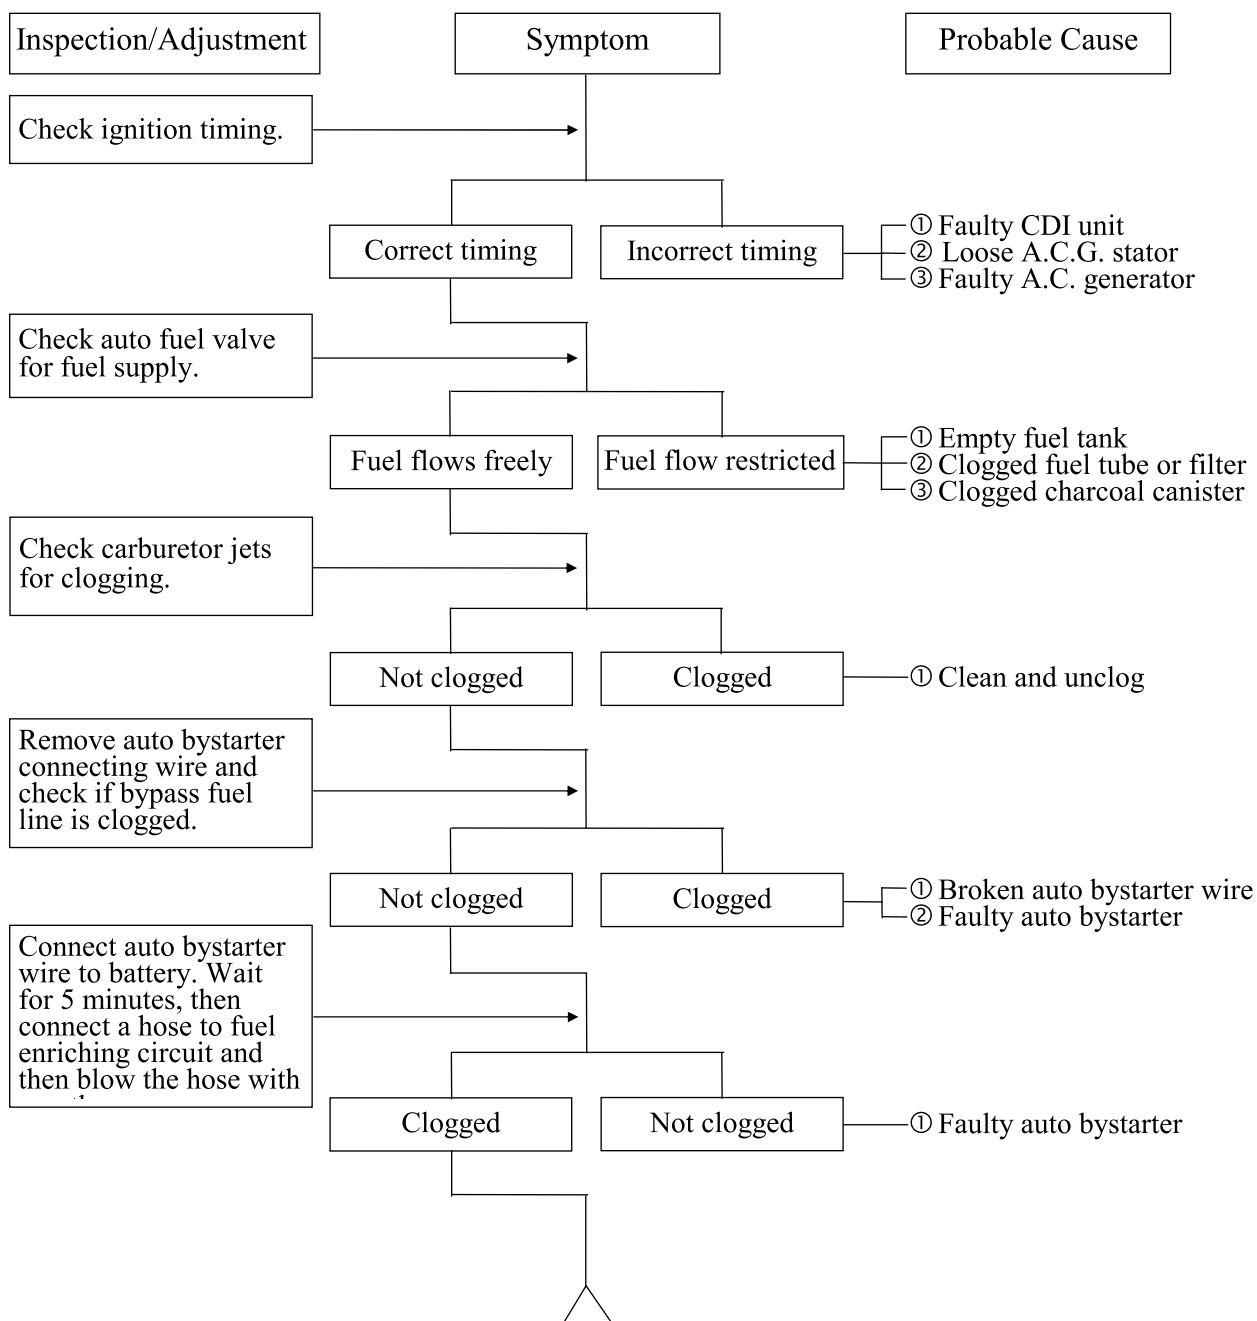 Inspection/Adjustment
Symptom
Probable Cause
Check ignition timing.
Correct timing
Incorrect timing
① Faulty CDI unit
② Loose A.C.G. stator
③ Faulty A.C. generator
Check auto fuel valve
for fuel supply.
Fuel flows freely
Fuel flow restricted
① Empty fuel tank
② Clogged fuel tube or filter
③ Clogged charcoal canister
Check carburetor jets
for clogging.
Not clogged
Clogged
① Clean and unclog
Remove auto bystarter
connecting wire and
check if bypass fuel
line is clogged.
Not clogged
Clogged
① Broken auto bystarter wire
② Faulty auto bystarter
Connect auto bystarter
wire to battery. Wait
for 5 minutes, then
connect a hose to fuel
enriching circuit and
then blow the hose with
Clogged
Not clogged
① Faulty auto bystarter